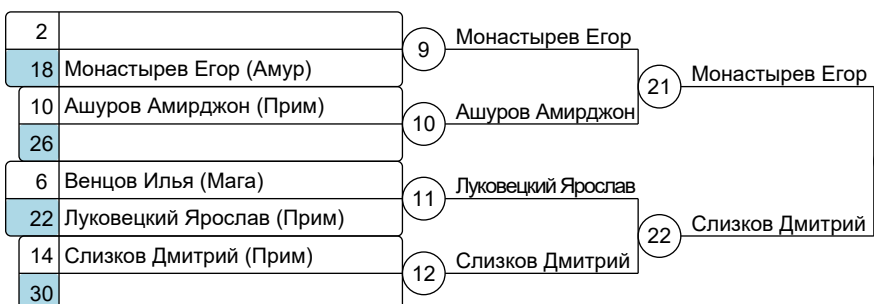 2
9
Монастырев Егор
18 Монастырев Егор (Амур)
21
Монастырев Егор
10 Ашуров Амирджон (Прим)
10
Ашуров Амирджон
26
6 Венцов Илья (Мага)
11
Луковецкий Ярослав
22 Луковецкий Ярослав (Прим)
22
Слизков Дмитрий
14 Слизков Дмитрий (Прим)
12
Слизков Дмитрий
30